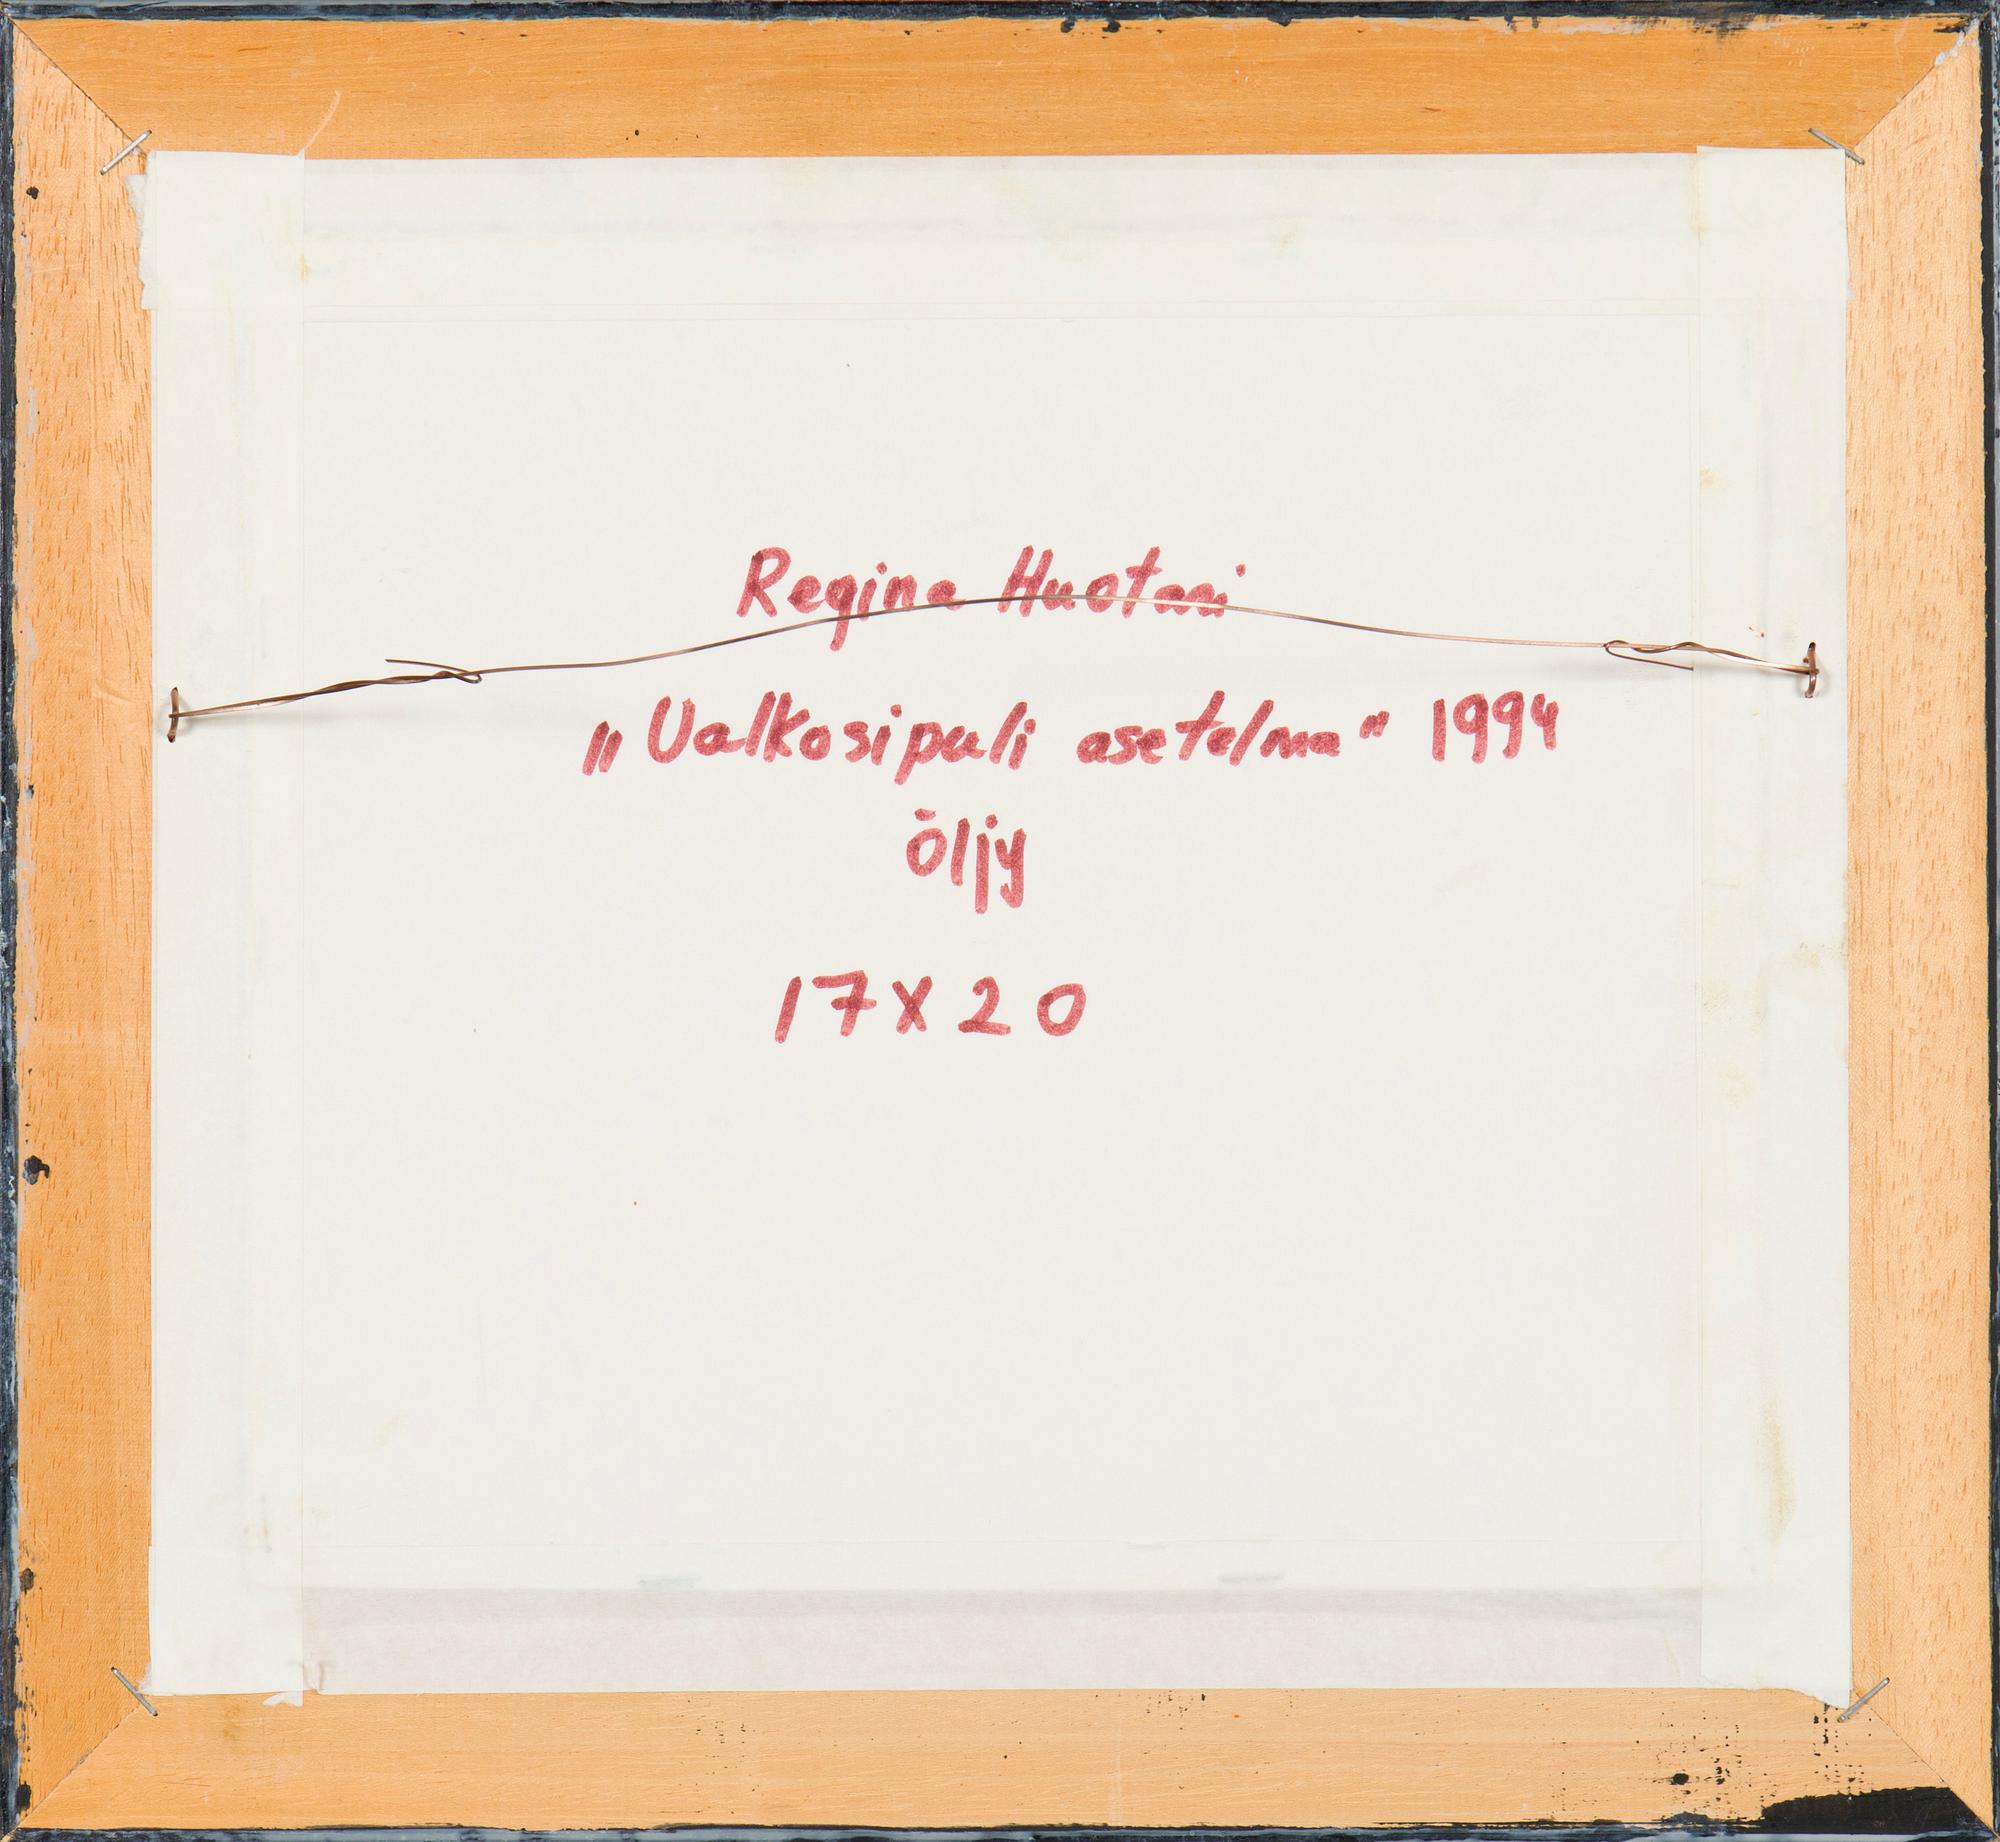 Regina Huotari
„Valkosipuli asetelma" 1994
öljy
17x20